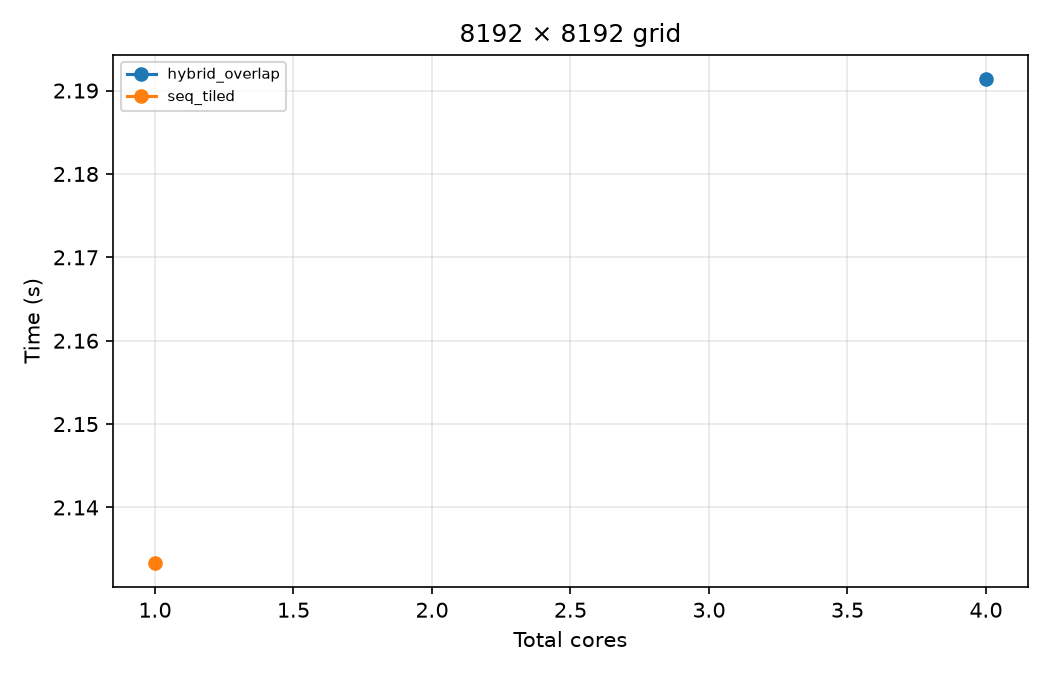 8192 × 8192 grid
hybrid_overlap
seq_tiled
Time (s)
2.19
2.18
2.17
2.16
2.15
2.14
1.0 1.5 2.0 2.5 3.0 3.5 4.0
Total cores